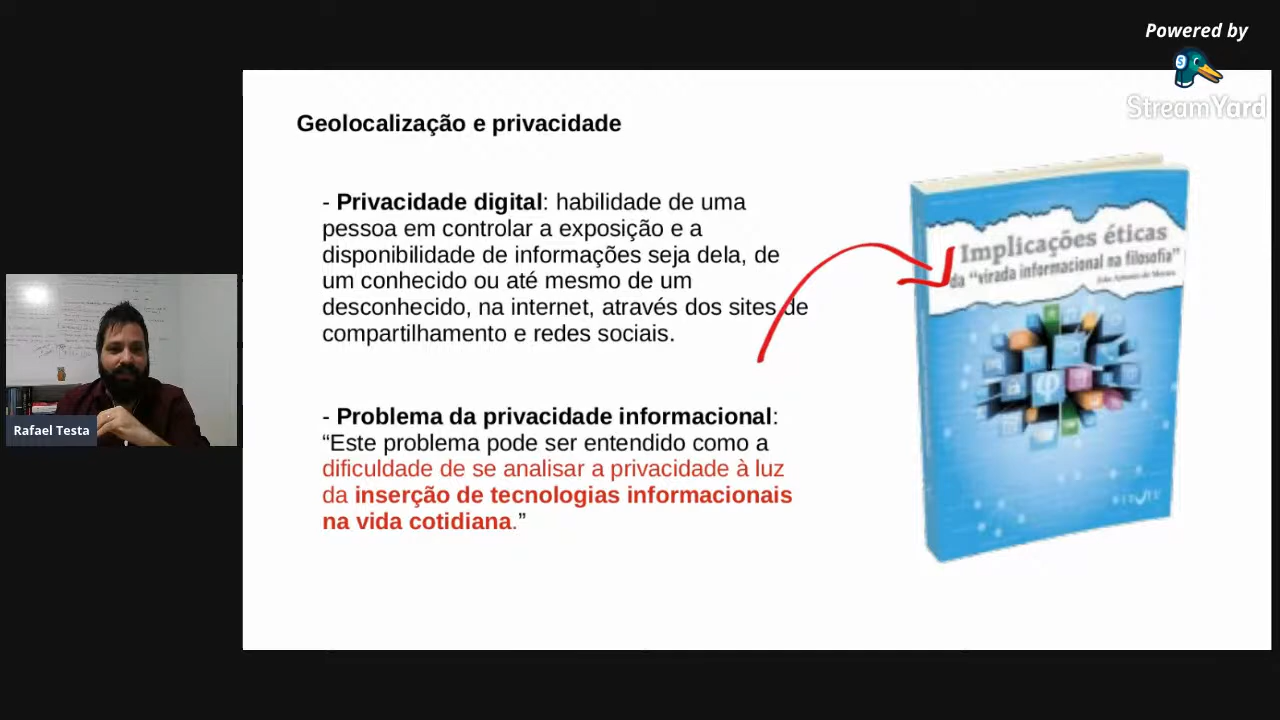 Powered by
StreamYard
Geolocalização e privacidade
- Privacidade digital: habilidade de uma
pessoa em controlar a exposição e a
disponibilidade de informações seja dela, de
um conhecido ou até mesmo de um
desconhecido, na internet, através dos sites de
compartilhamento e redes sociais.
- Problema da privacidade informacional:
“Este problema pode ser entendido como a
dificuldade de se analisar a privacidade à luz
da inserção de tecnologias informacionais
na vida cotidiana.”
Implicações éticas
da “virada informacional na filosofia”
Rafael Testa